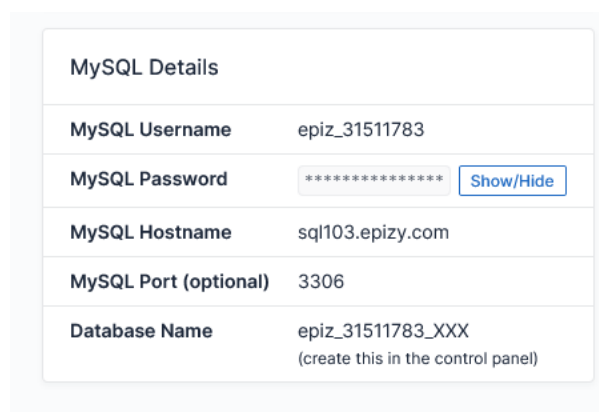 MySQL Details
MySQL Username epiz_31511783
MySQL Password *************** Show/Hide
MySQL Hostname sql103.epizy.com
MySQL Port (optional) 3306
Database Name epiz_31511783_XXX
(create this in the control panel)